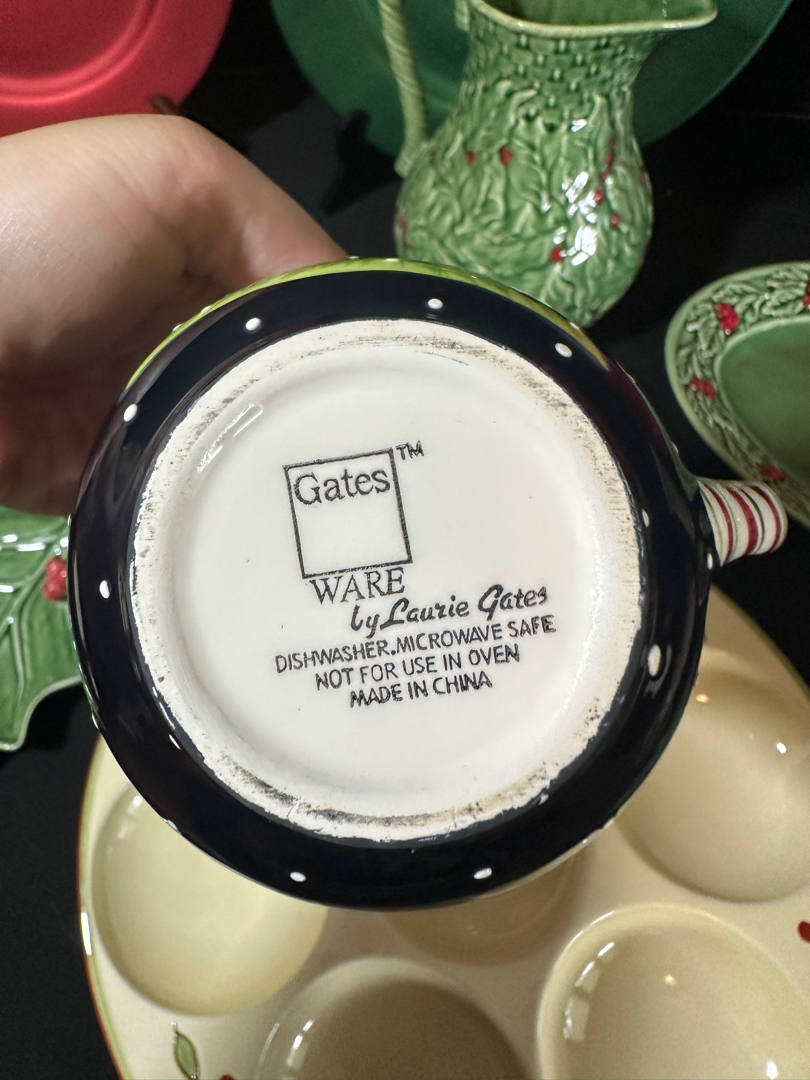 Gates™
WARE
by Laurie Gates
DISHWASHER.MICROWAVE SAFE
NOT FOR USE IN OVEN
MADE IN CHINA